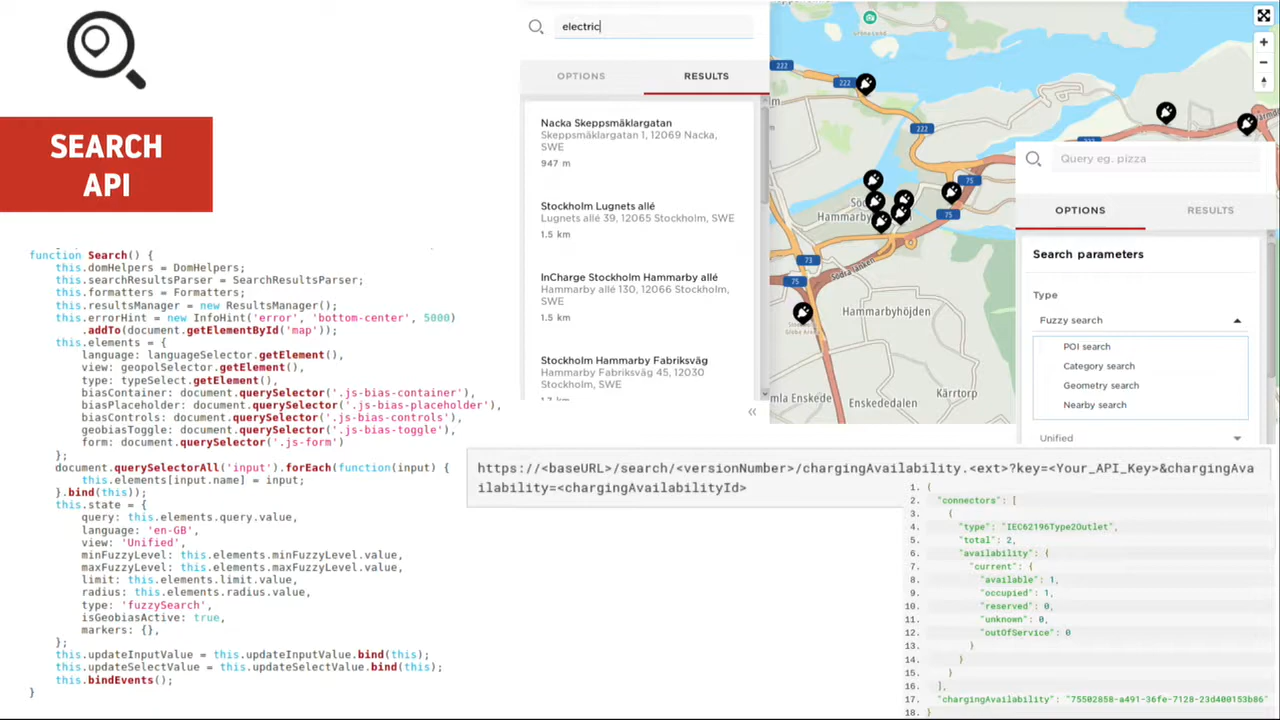 SEARCH
API
function Search() {
this.domHelpers = DomHelpers;
this.searchResultsParser = SearchResultsParser;
this.formatters = Formatters;
this.resultsManager = new ResultsManager();
this.errorHint = new InfoHint('error', 'bottom-center', 5000)
.addTo(document.getElementById('map'));
this.elements = {
language: languageSelector.getElement(),
view: geopolSelector.getElement(),
type: typeSelect.getElement(),
biasContainer: document.querySelector('.js-bias-container'),
biasPlaceholder: document.querySelector('.js-bias-placeholder'),
biasControls: document.querySelector('.js-bias-controls'),
geobiasToggle: document.querySelector('.js-bias-toggle'),
form: document.querySelector('.js-form')
};
document.querySelectorAll('input').forEach(function(input) {
this.elements[input.name] = input;
}.bind(this));
this.state = {
query: this.elements.query.value,
language: 'en-GB',
view: 'Unified',
minFuzzyLevel: this.elements.minFuzzyLevel.value,
maxFuzzyLevel: this.elements.maxFuzzyLevel.value,
limit: this.elements.limit.value,
radius: this.elements.radius.value,
type: 'fuzzySearch',
isGeobiasActive: true,
markers: {},
};
this.updateInputValue = this.updateInputValue.bind(this);
this.updateSelectValue = this.updateSelectValue.bind(this);
this.bindEvents();
}
electric
OPTIONS RESULTS
Nacka Skeppsmäklargatan
Skeppsmäklargatan 1, 12069 Nacka,
SWE
947 m
Stockholm Lugnets allé
Lugnets allé 39, 12065 Stockholm, SWE
1.5 km
InCharge Stockholm Hammarby allé
Hammarby allé 130, 12066 Stockholm,
SWE
1.5 km
Stockholm Hammarby Fabriksväg
Hammarby Fabriksväg 45, 12030
Stockholm, SWE
«
222
222
222
75
75
73
75
Södra länken
Hammarbyhöjden
Enskededalen
Kärrtorp
+
−
Query eg. pizza
OPTIONS RESULTS
Search parameters
Type
Fuzzy search
POI search
Category search
Geometry search
Nearby search
Unified
https://<baseURL>/search/<versionNumber>/chargingAvailability.<ext>?key=<Your_API_Key>&chargingAva
ilability=<chargingAvailabilityId>
1. {
2. "connectors": [
3. {
4. "type": "IEC62196Type2Outlet",
5. "total": 2,
6. "availability": {
7. "current": {
8. "available": 1,
9. "occupied": 1,
10. "reserved": 0,
11. "unknown": 0,
12. "outOfService": 0
13. }
14. }
15. }
16. ],
17. "chargingAvailability": "75502858-a491-36fe-7128-23d400153b86"
18. }